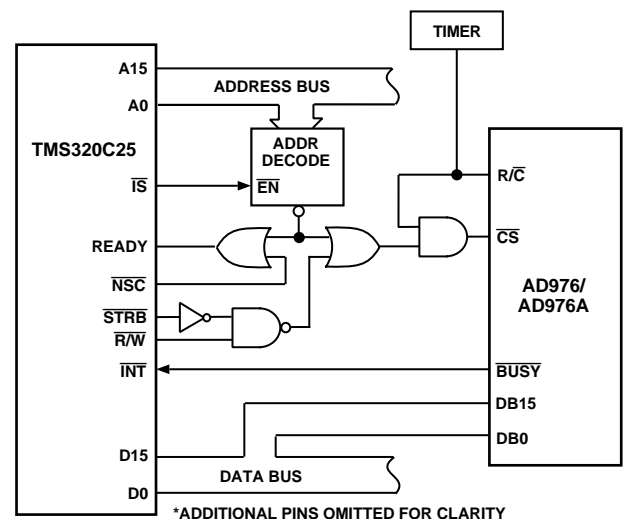 TIMER
A15
ADDRESS BUS
A0
TMS320C25
ADDR
DECODE
IS
EN
R/C
READY
CS
NSC
AD976/
AD976A
STRB
R/W
INT
BUSY
DB15
DB0
D15
DATA BUS
D0
*ADDITIONAL PINS OMITTED FOR CLARITY